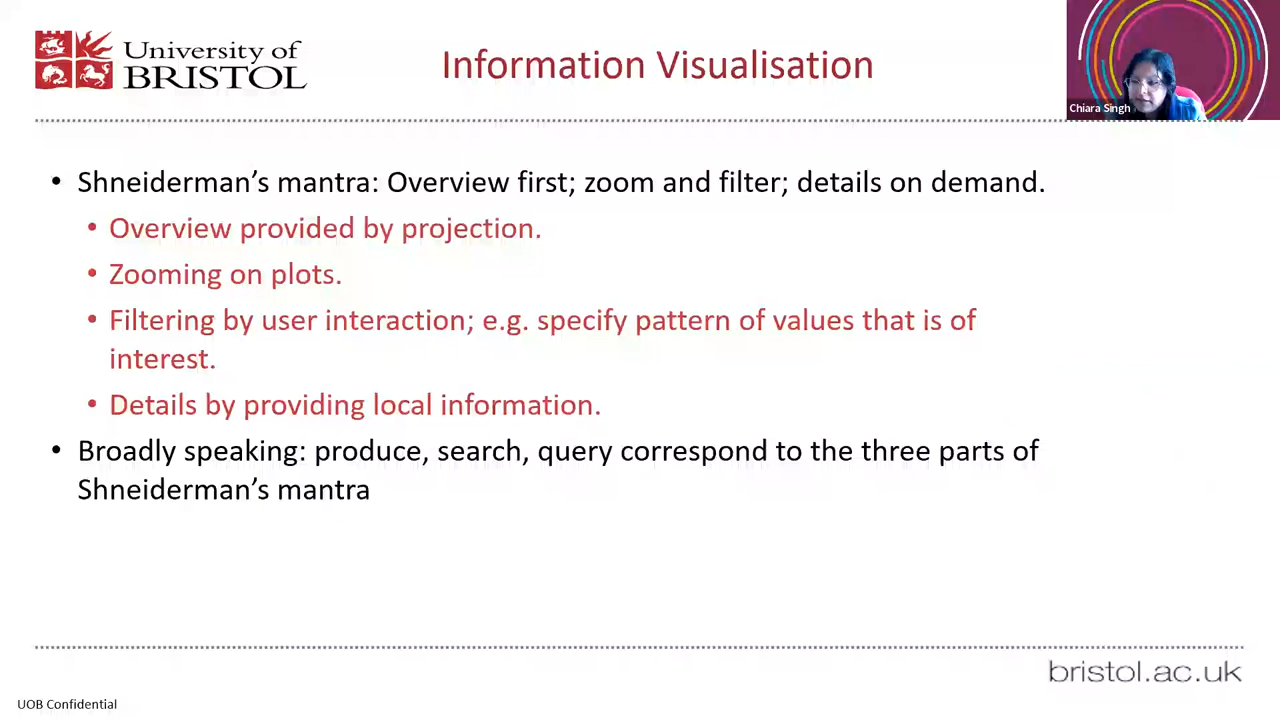 University of
BRISTOL
Information Visualisation
Chiara Singh
• Shneiderman’s mantra: Overview first; zoom and filter; details on demand.
• Overview provided by projection.
• Zooming on plots.
• Filtering by user interaction; e.g. specify pattern of values that is of
interest.
• Details by providing local information.
• Broadly speaking: produce, search, query correspond to the three parts of
Shneiderman’s mantra
bristol.ac.uk
UOB Confidential